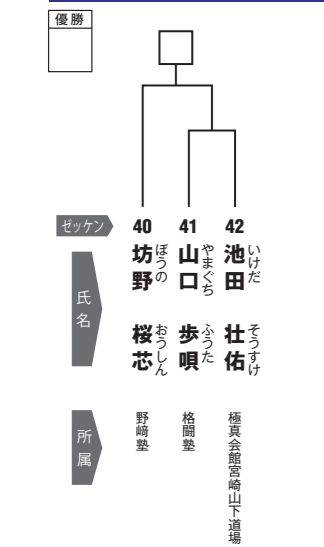 優勝
ゼッケン
40 41 42
氏名
坊野 桜芯
ぼうの おうしん
山口 歩唄
やまぐち ふうた
池田 壮佑
いけだ そうすけ
所属
野﨑塾
格闘塾
極真会館宮崎山下道場